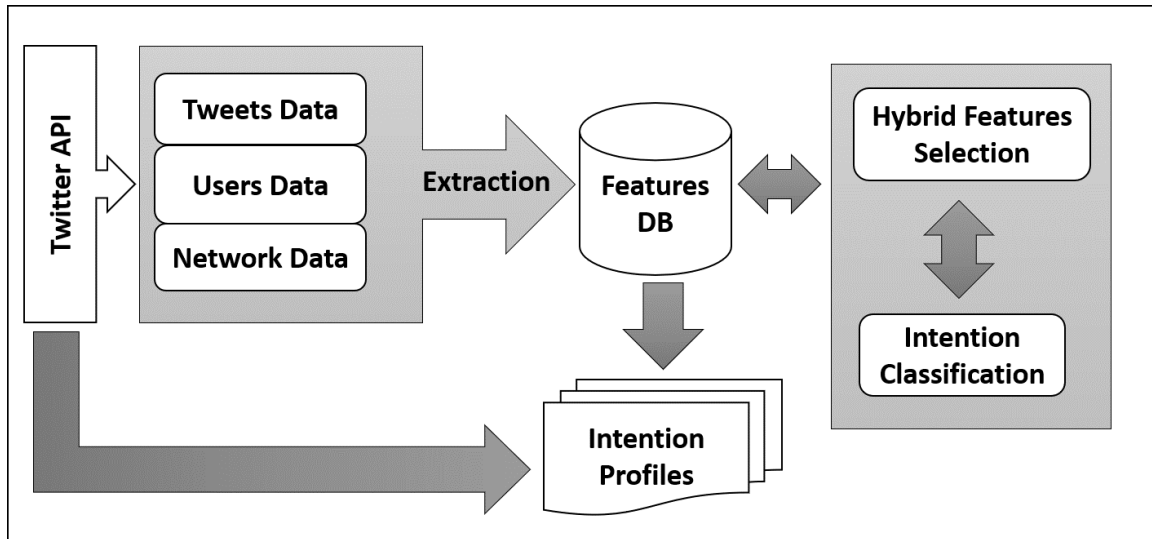 Twitter API
Tweets Data
Users Data
Network Data
Extraction
Features
DB
Hybrid Features
Selection
Intention
Classification
Intention
Profiles